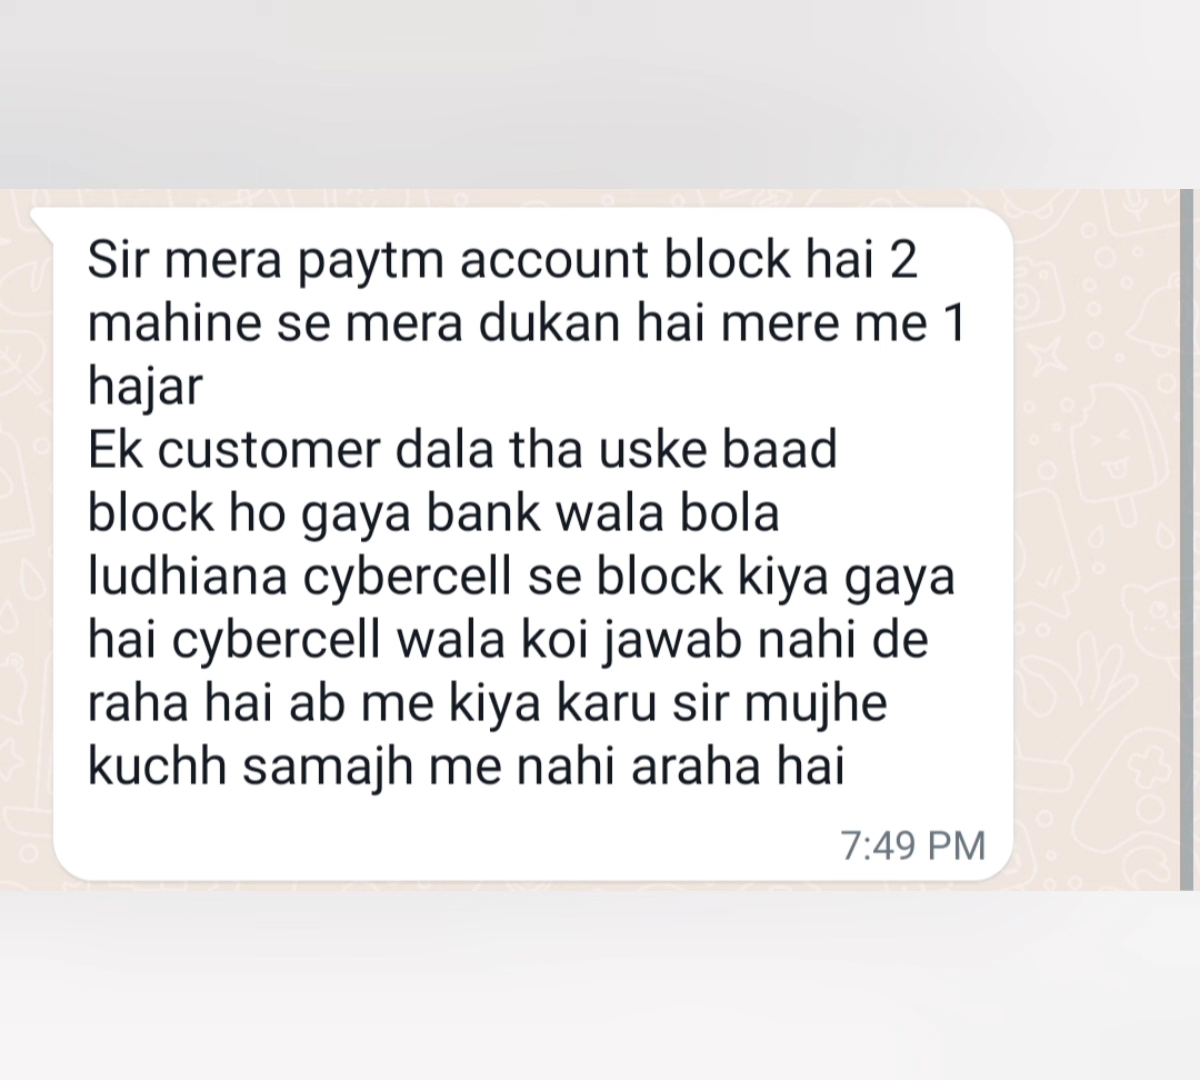 Sir mera paytm account block hai 2
mahine se mera dukan hai mere me 1
hajar
Ek customer dala tha uske baad
block ho gaya bank wala bola
ludhiana cybercell se block kiya gaya
hai cybercell wala koi jawab nahi de
raha hai ab me kiya karu sir mujhe
kuchh samajh me nahi araha hai
7:49 PM